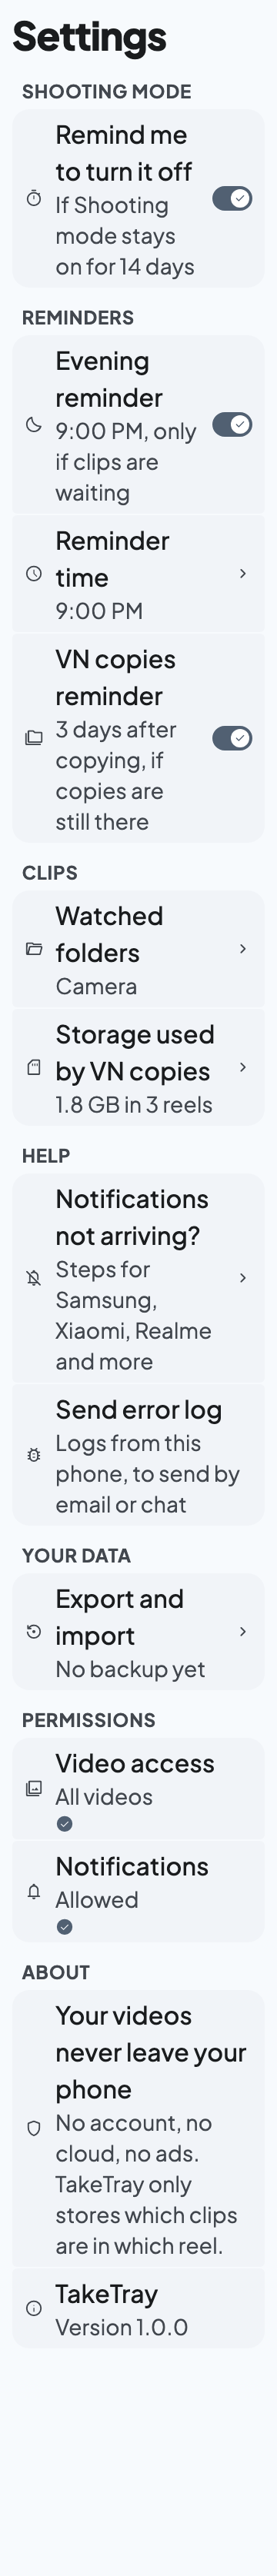 Settings
SHOOTING MODE
Remind me
to turn it off
If Shooting
mode stays
on for 14 days
REMINDERS
Evening
reminder
9:00 PM, only
if clips are
waiting
Reminder
time
9:00 PM
VN copies
reminder
3 days after
copying, if
copies are
still there
CLIPS
Watched
folders
Camera
Storage used
by VN copies
1.8 GB in 3 reels
HELP
Notifications
not arriving?
Steps for
Samsung,
Xiaomi, Realme
and more
Send error log
Logs from this
phone, to send by
email or chat
YOUR DATA
Export and
import
No backup yet
PERMISSIONS
Video access
All videos
Notifications
Allowed
ABOUT
Your videos
never leave your
phone
No account, no
cloud, no ads.
TakeTray only
stores which clips
are in which reel.
TakeTray
Version 1.0.0